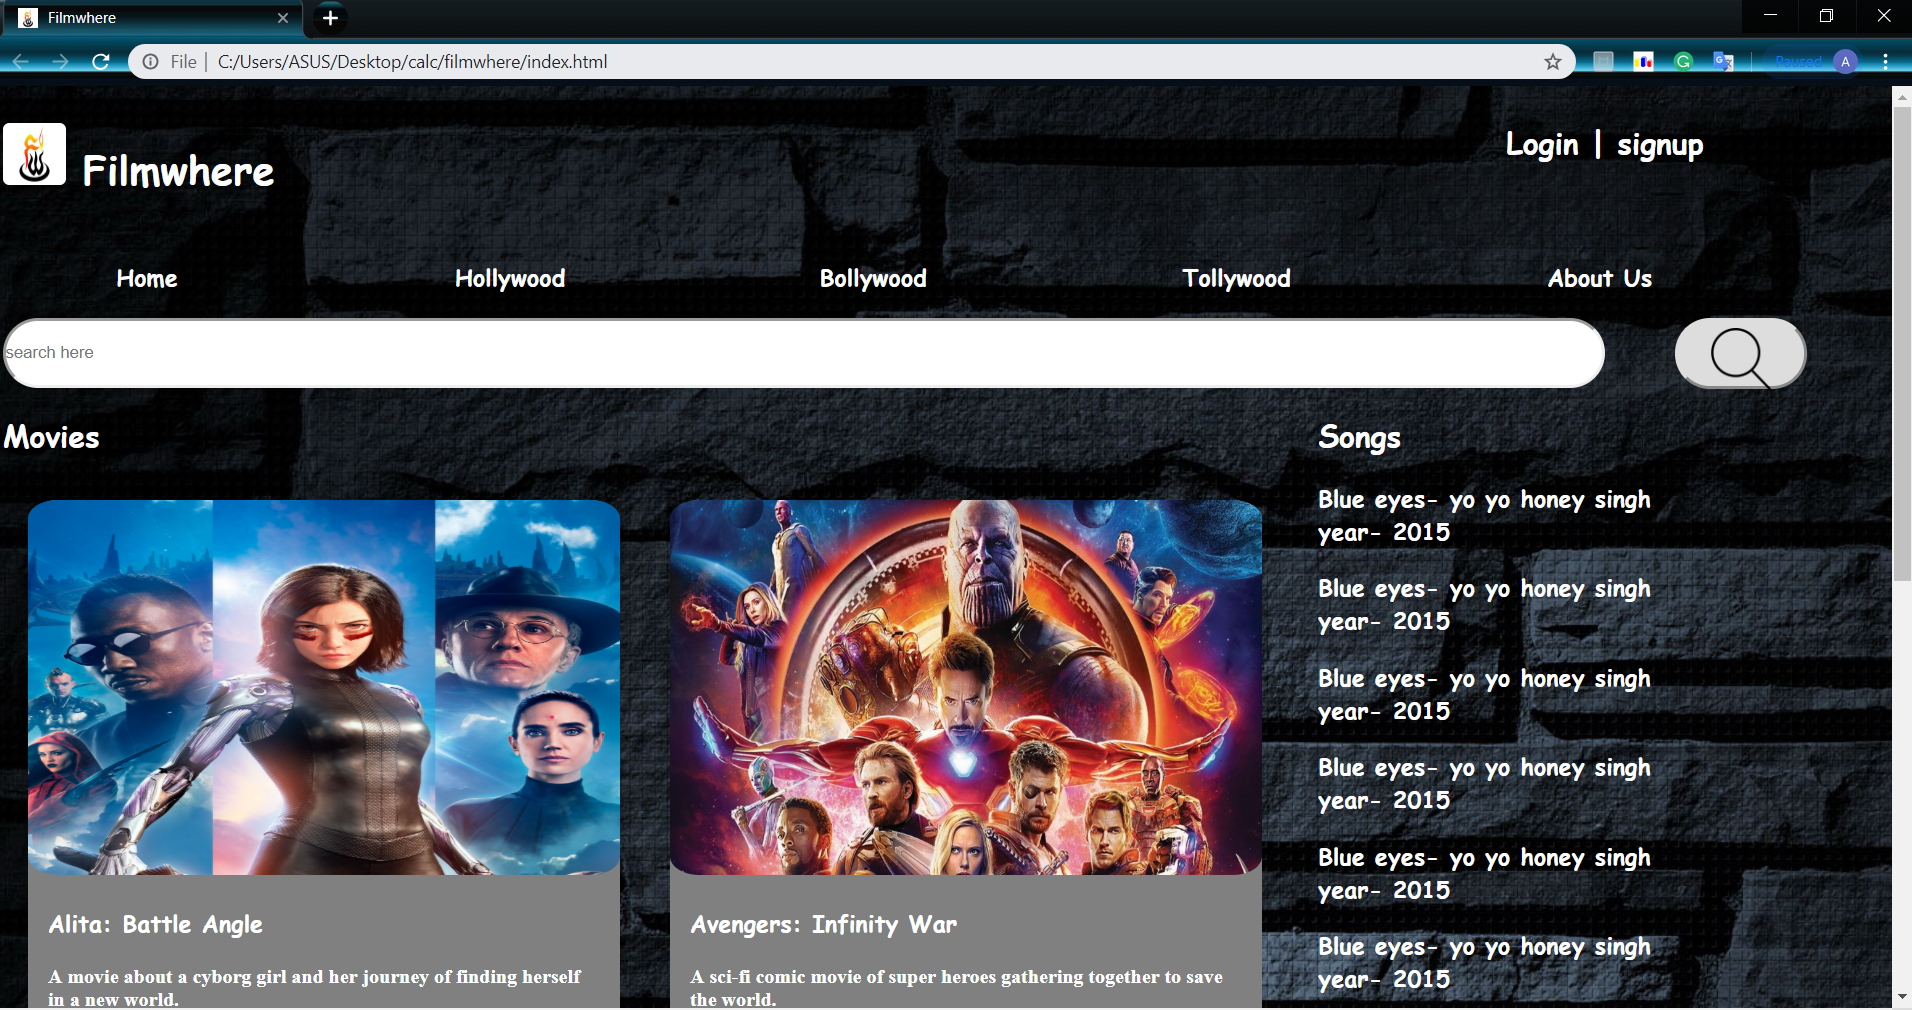 Filmwhere
File | C:/Users/ASUS/Desktop/calc/filmwhere/index.html
Paused A
Filmwhere
Login | signup
Home Hollywood Bollywood Tollywood About Us
search here
Movies
Alita: Battle Angle
A movie about a cyborg girl and her journey of finding herself
in a new world.
Avengers: Infinity War
A sci-fi comic movie of super heroes gathering together to save
the world.
Songs
Blue eyes- yo yo honey singh
year- 2015
Blue eyes- yo yo honey singh
year- 2015
Blue eyes- yo yo honey singh
year- 2015
Blue eyes- yo yo honey singh
year- 2015
Blue eyes- yo yo honey singh
year- 2015
Blue eyes- yo yo honey singh
year- 2015